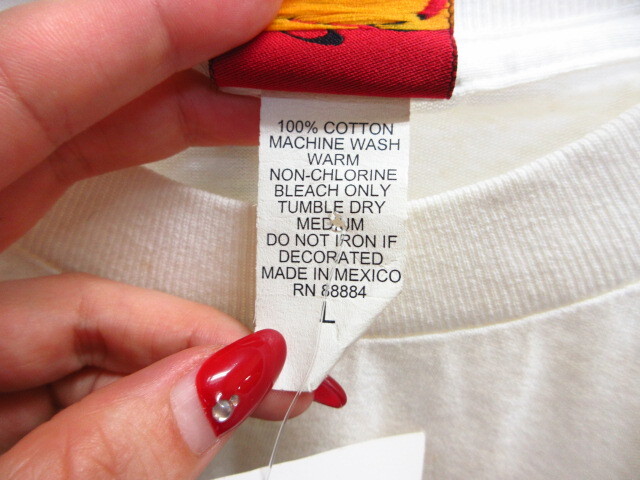 100% COTTON
MACHINE WASH
WARM
NON-CHLORINE
BLEACH ONLY
TUMBLE DRY
MEDIUM
DO NOT IRON IF
DECORATED
MADE IN MEXICO
RN 88884
L